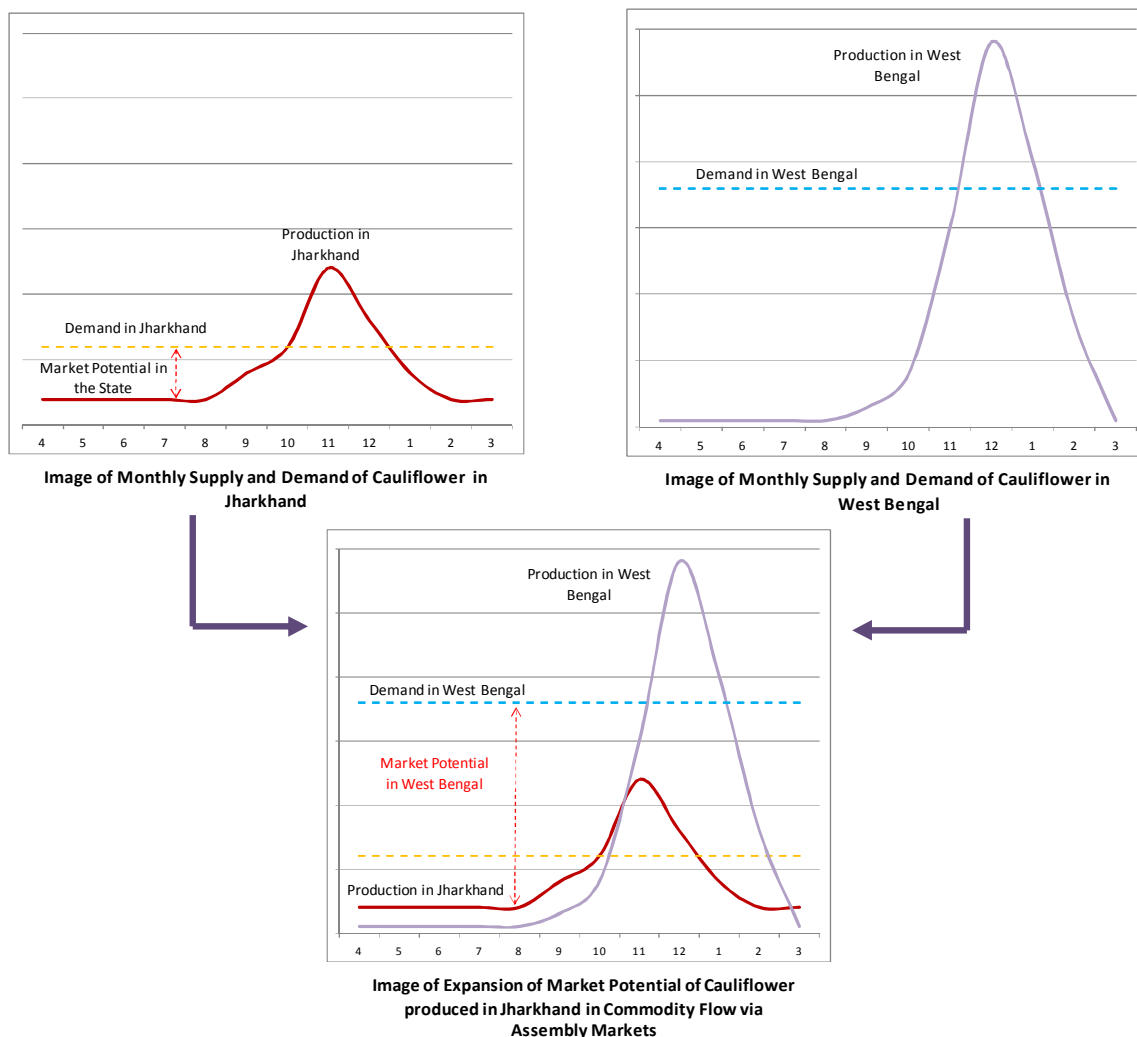 Production in
Jharkhand
Demand in Jharkhand
Market Potential in
the State
4 5 6 7 8 9 10 11 12 1 2 3
Image of Monthly Supply and Demand of Cauliflower in
Jharkhand
Production in West
Bengal
Demand in West Bengal
4 5 6 7 8 9 10 11 12 1 2 3
Image of Monthly Supply and Demand of Cauliflower in
West Bengal
Production in West
Bengal
Demand in West Bengal
Market Potential
in West Bengal
Production in Jharkhand
4 5 6 7 8 9 10 11 12 1 2 3
Image of Expansion of Market Potential of Cauliflower
produced in Jharkhand in Commodity Flow via
Assembly Markets